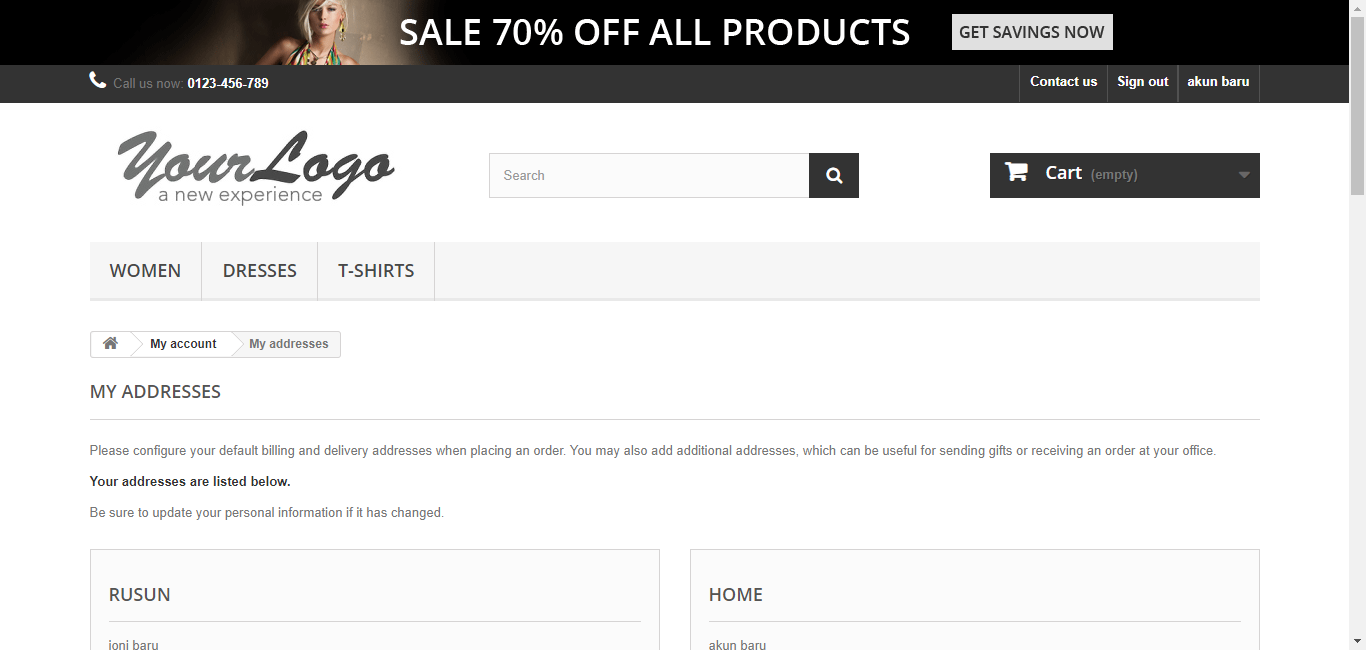 SALE 70% OFF ALL PRODUCTS GET SAVINGS NOW
Call us now: 0123-456-789 Contact us Sign out akun baru
YourLogo
a new experience
Search
Cart (empty)
WOMEN DRESSES T-SHIRTS
My account My addresses
MY ADDRESSES
Please configure your default billing and delivery addresses when placing an order. You may also add additional addresses, which can be useful for sending gifts or receiving an order at your office.
Your addresses are listed below.
Be sure to update your personal information if it has changed.
RUSUN HOME
joni baru akun baru